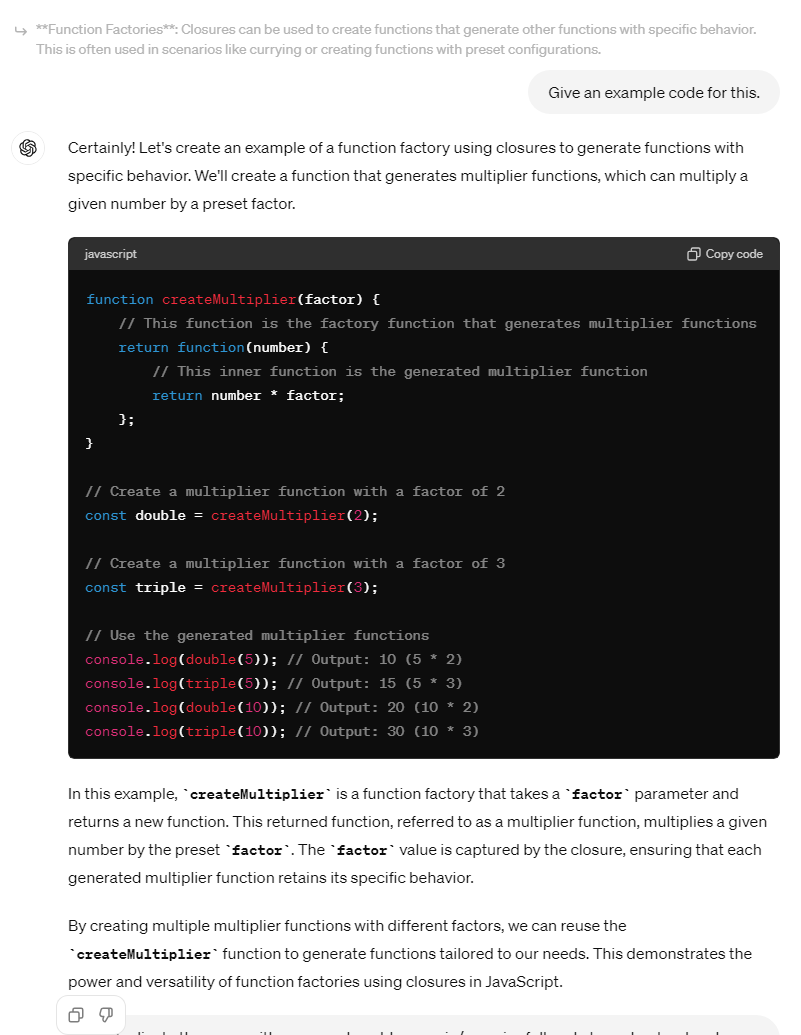 **Function Factories**: Closures can be used to create functions that generate other functions with specific behavior.
This is often used in scenarios like currying or creating functions with preset configurations.
Give an example code for this.
Certainly! Let's create an example of a function factory using closures to generate functions with
specific behavior. We'll create a function that generates multiplier functions, which can multiply a
given number by a preset factor.
javascript
Copy code
function createMultiplier(factor) {
    // This function is the factory function that generates multiplier functions
    return function(number) {
        // This inner function is the generated multiplier function
        return number * factor;
    };
}
// Create a multiplier function with a factor of 2
const double = createMultiplier(2);
// Create a multiplier function with a factor of 3
const triple = createMultiplier(3);
// Use the generated multiplier functions
console.log(double(5)); // Output: 10 (5 * 2)
console.log(triple(5)); // Output: 15 (5 * 3)
console.log(double(10)); // Output: 20 (10 * 2)
console.log(triple(10)); // Output: 30 (10 * 3)
In this example, `createMultiplier` is a function factory that takes a `factor` parameter and
returns a new function. This returned function, referred to as a multiplier function, multiplies a given
number by the preset `factor`. The `factor` value is captured by the closure, ensuring that each
generated multiplier function retains its specific behavior.
By creating multiple multiplier functions with different factors, we can reuse the
`createMultiplier` function to generate functions tailored to our needs. This demonstrates the
power and versatility of function factories using closures in JavaScript.